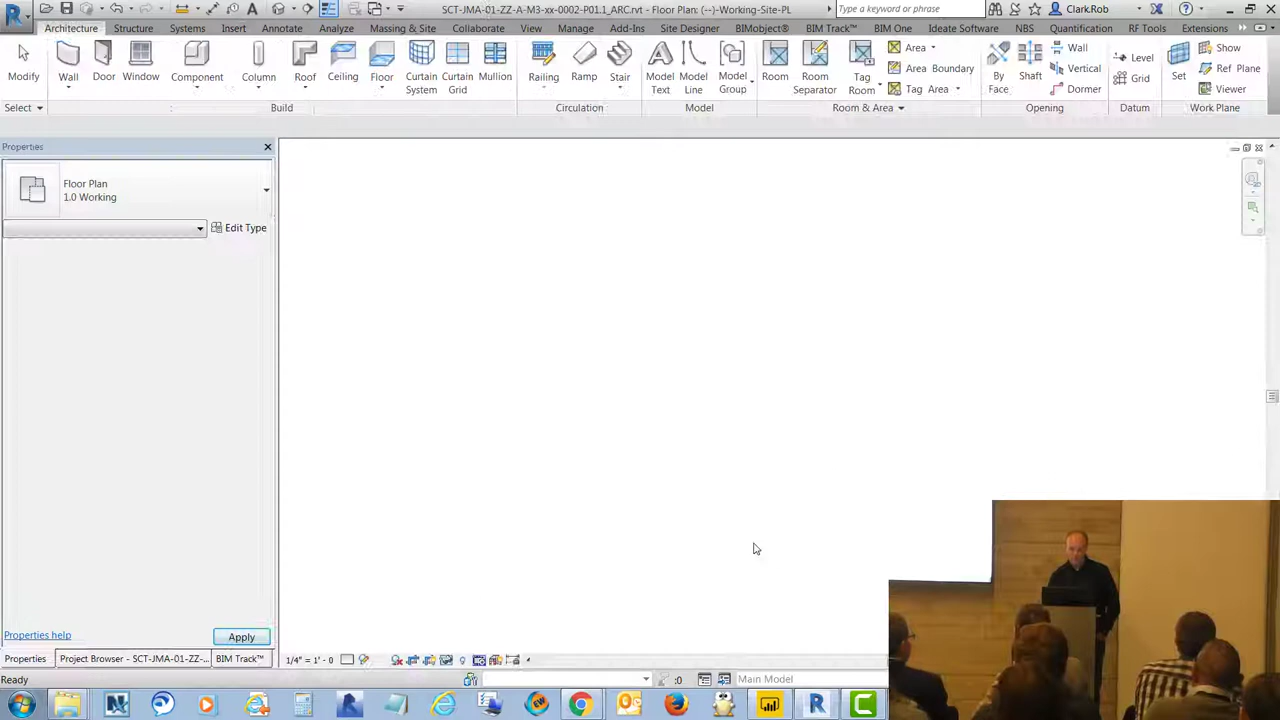 SCT-JMA-01-ZZ-A-M3-xx-0002-P01.1_ARC.rvt - Floor Plan: (--)-Working-Site-PL
Type a keyword or phrase
Clark.Rob
Architecture Structure Systems Insert Annotate Analyze Massing & Site Collaborate View Manage Add-Ins Site Designer BIMobject® BIM Track™ BIM One Ideate Software NBS Quantification RF Tools Extensions
Modify Wall Door Window Component Column Roof Ceiling Floor Curtain System Curtain Grid Mullion Railing Ramp Stair Model Text Model Line Model Group Room Room Separator Tag Room
Area
Area Boundary
Tag Area
By Face Shaft
Wall
Vertical
Dormer
Level
Grid
Set
Show
Ref Plane
Viewer
Select Build Circulation Model Room & Area Opening Datum Work Plane
Properties
Floor Plan
1.0 Working
Edit Type
Properties help
Apply
Properties Project Browser - SCT-JMA-01-ZZ-... BIM Track™
1/4" = 1'-0"
Ready
:0
Main Model